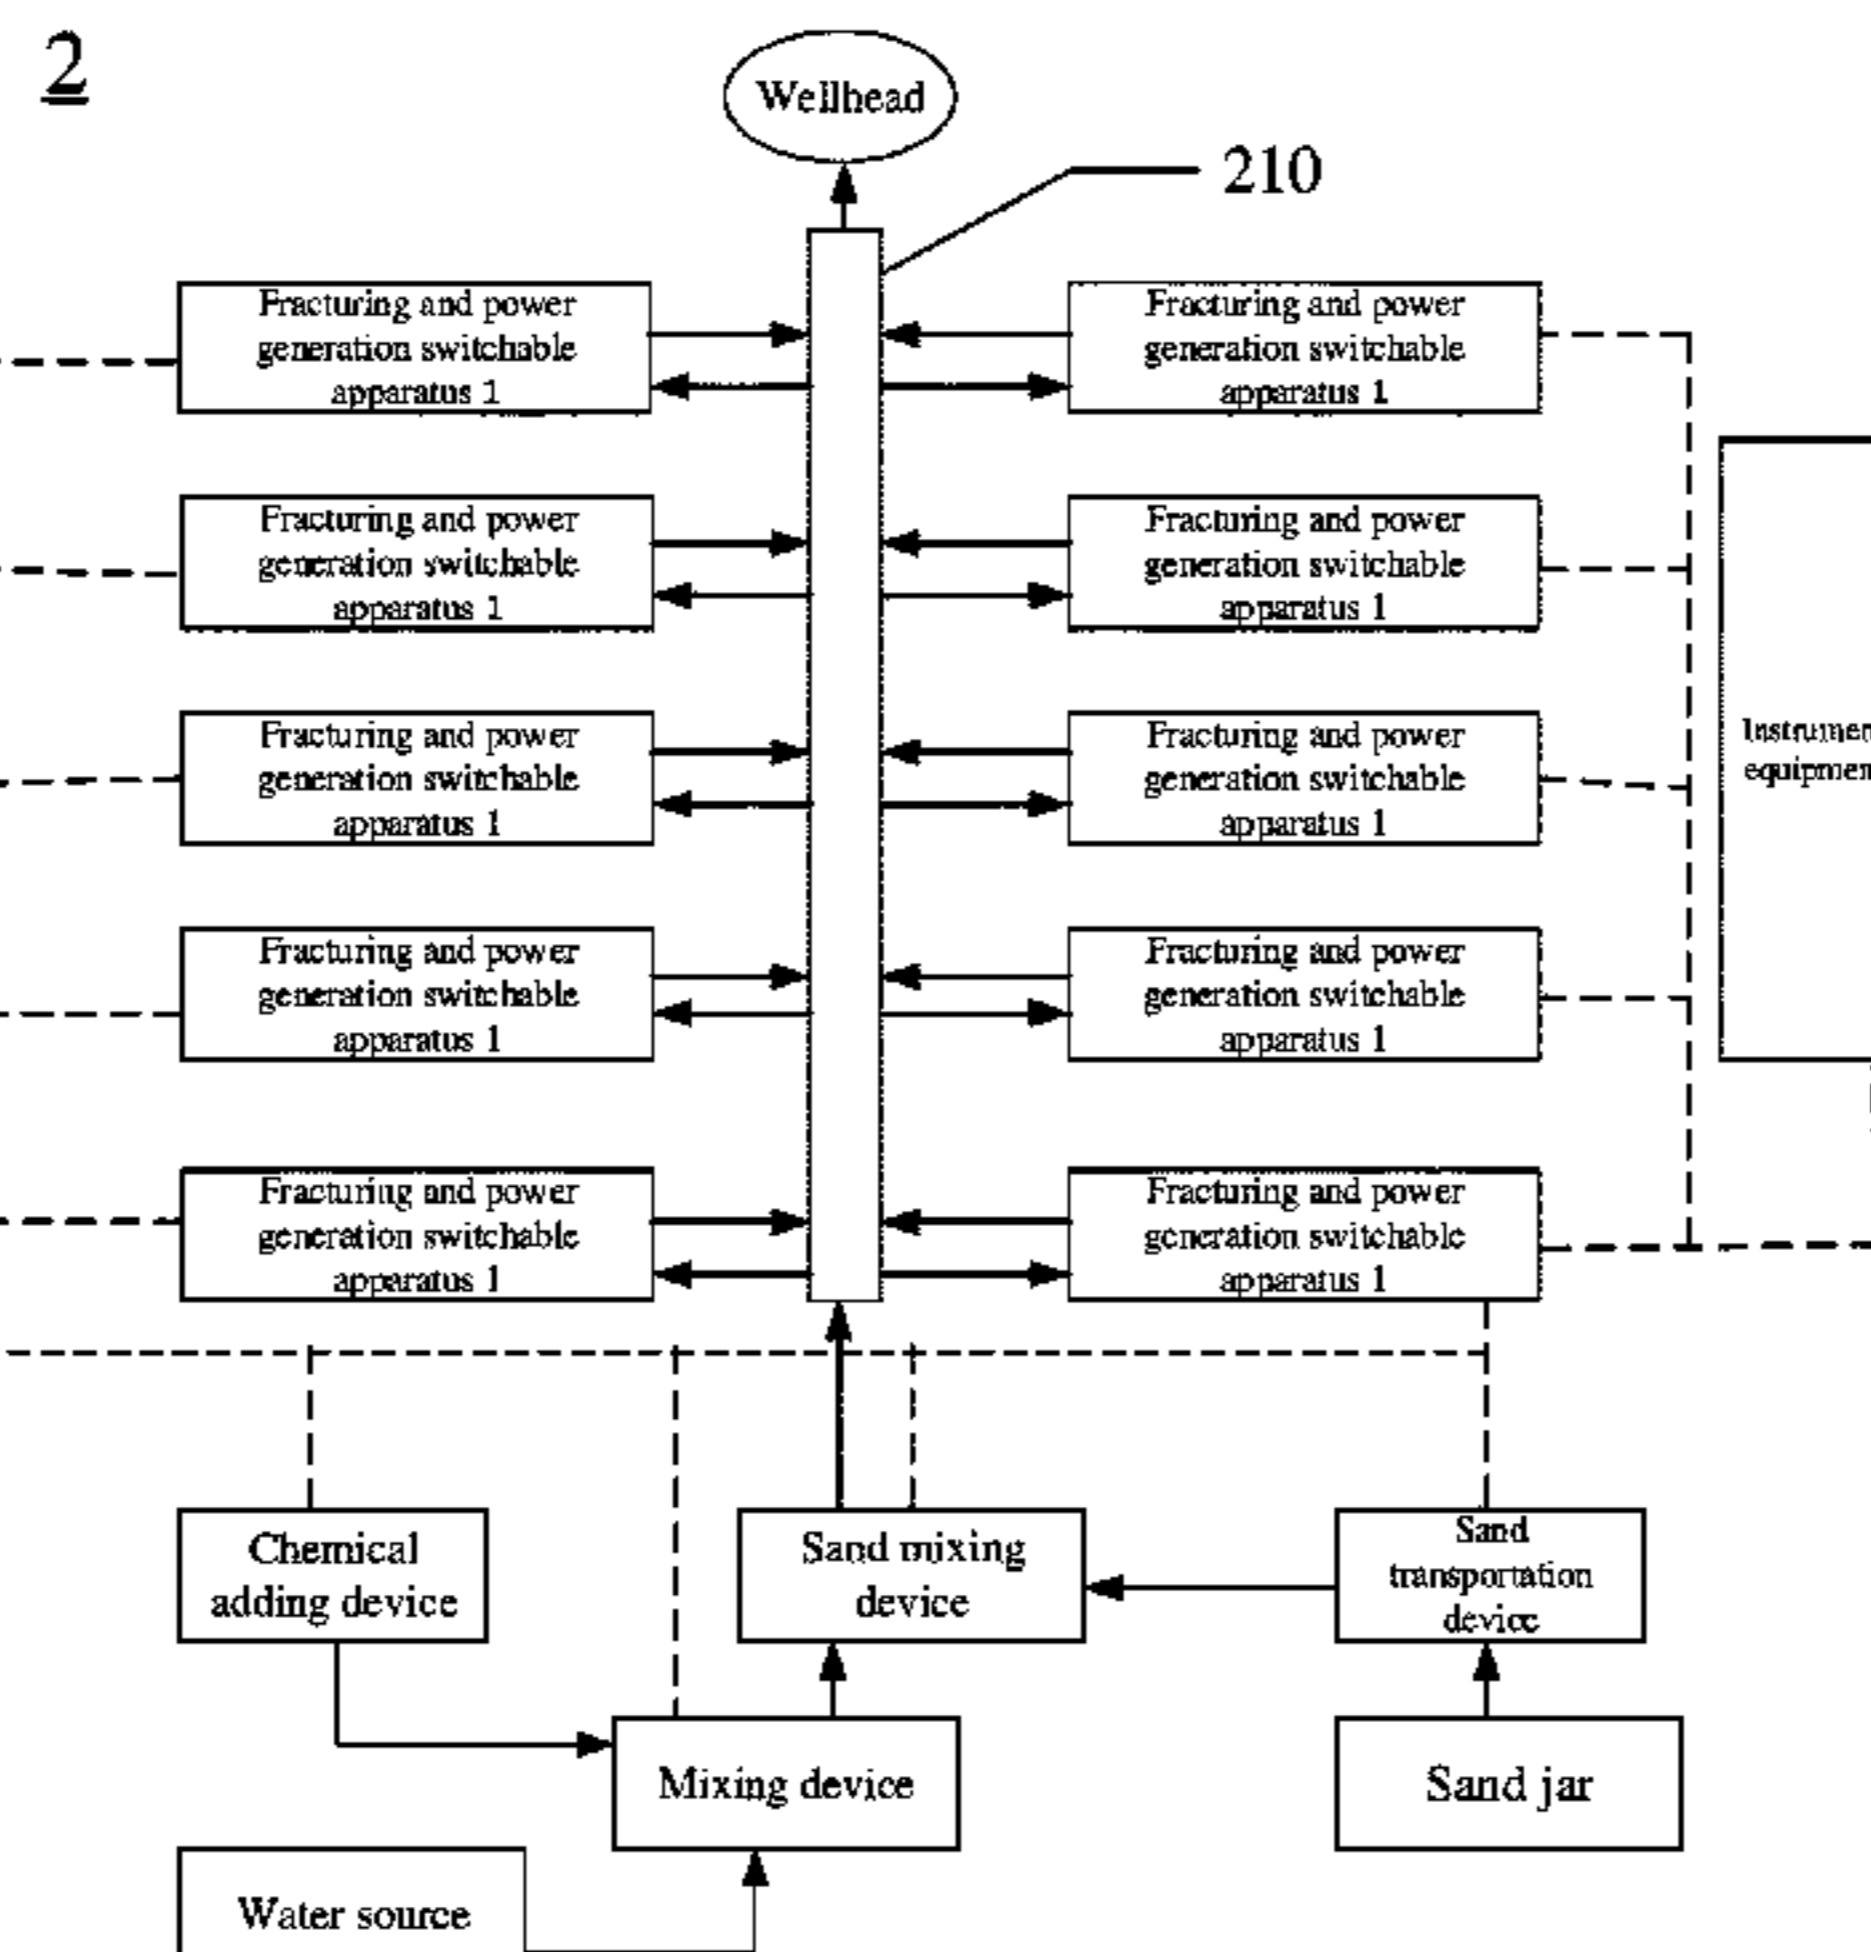 2
Wellhead
210
Fracturing and power
generation switchable
apparatus 1
Fracturing and power
generation switchable
apparatus 1
Fracturing and power
generation switchable
apparatus 1
Fracturing and power
generation switchable
apparatus 1
Fracturing and power
generation switchable
apparatus 1
Fracturing and power
generation switchable
apparatus 1
Fracturing and power
generation switchable
apparatus 1
Fracturing and power
generation switchable
apparatus 1
Fracturing and power
generation switchable
apparatus 1
Fracturing and power
generation switchable
apparatus 1
Chemical
adding device
Sand mixing
device
Sand
transportation
device
Mixing device
Sand jar
Water source